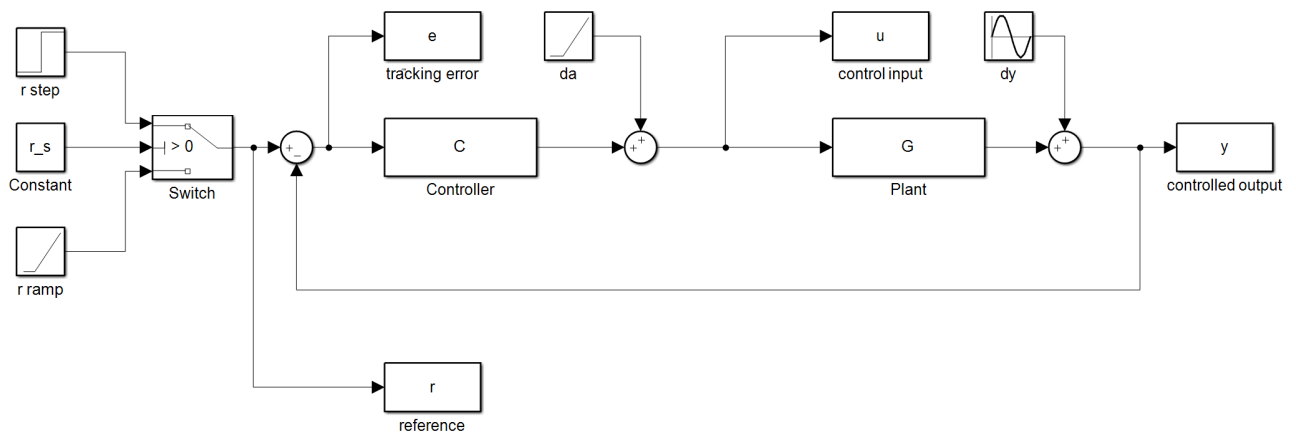 r step
r_s
Constant
> 0
Switch
r ramp
e
tracking error
da
C
Controller
u
control input
dy
G
Plant
y
controlled output
r
reference